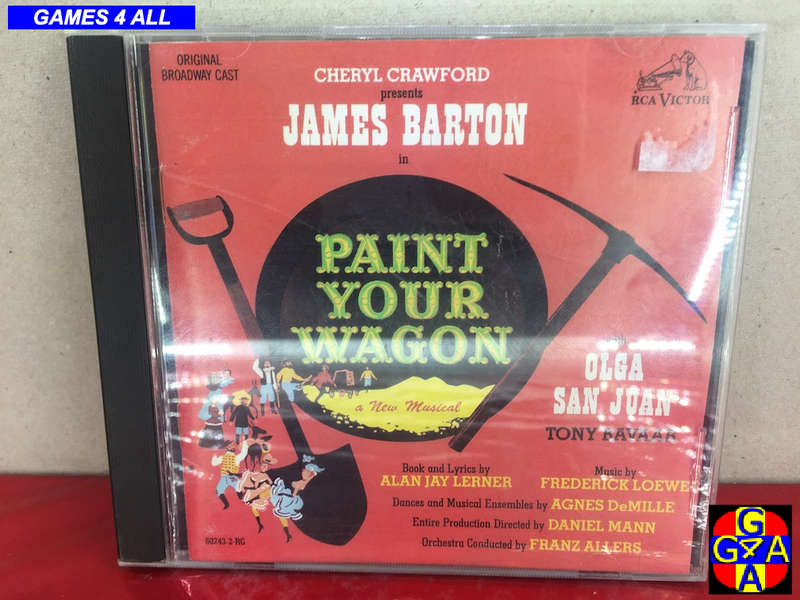 GAMES 4 ALL
ORIGINAL
BROADWAY CAST
CHERYL CRAWFORD
presents
JAMES BARTON
in
RCA VICTOR
PAINT
YOUR
WAGON
a New Musical
with
OLGA
SAN JUAN
TONY BAVAAR
Book and Lyrics by
ALAN JAY LERNER
Music by
FREDERICK LOEWE
Dances and Musical Ensembles by AGNES DeMILLE
Entire Production Directed by DANIEL MANN
Orchestra Conducted by FRANZ ALLERS
60243-2-RG
G
G4A
A